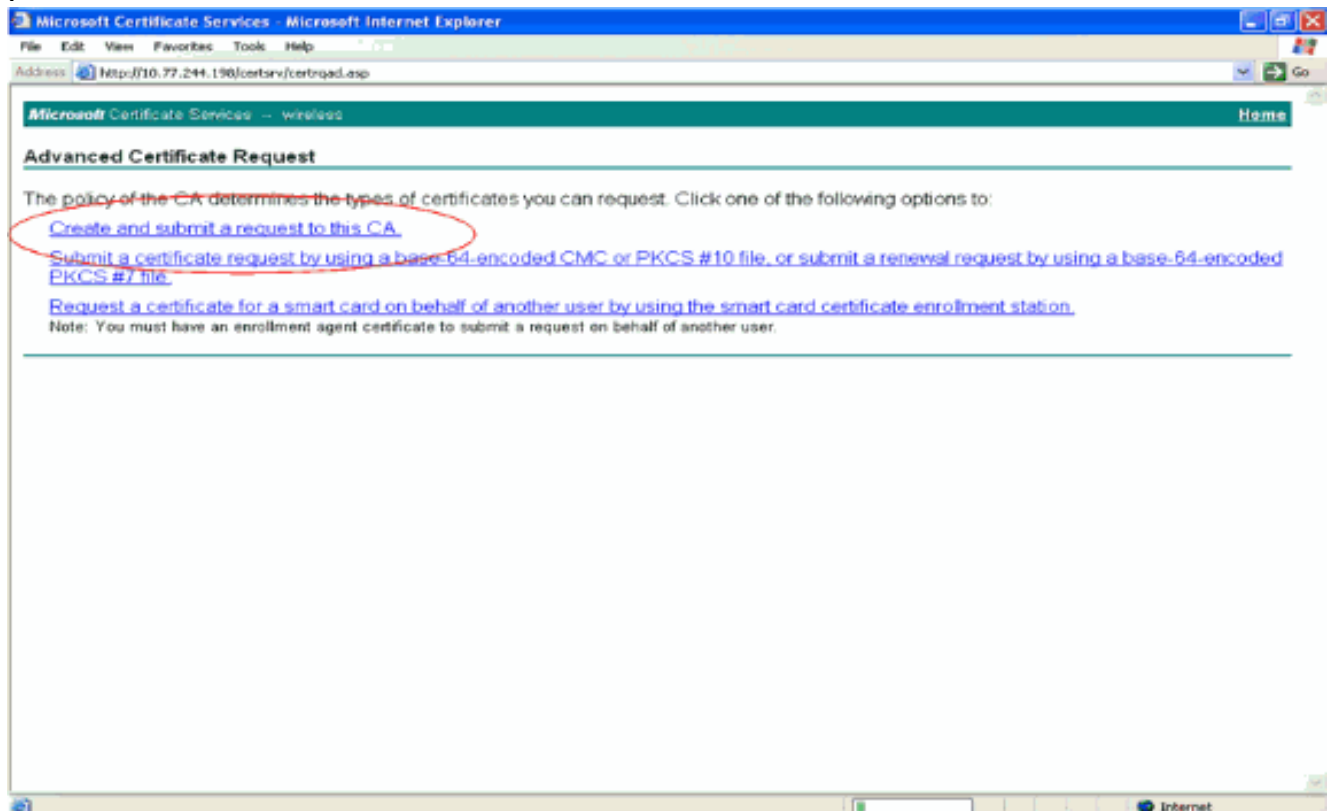 Microsoft Certificate Services - Microsoft Internet Explorer
File Edit View Favorites Tools Help
Address http://10.77.244.198/certsrv/certrqad.asp Go
Microsoft Certificate Services -- wireless Home
Advanced Certificate Request
The policy of the CA determines the types of certificates you can request. Click one of the following options to:
Create and submit a request to this CA.
Submit a certificate request by using a base-64-encoded CMC or PKCS #10 file, or submit a renewal request by using a base-64-encoded
PKCS #7 file.
Request a certificate for a smart card on behalf of another user by using the smart card certificate enrollment station.
Note: You must have an enrollment agent certificate to submit a request on behalf of another user.
Internet